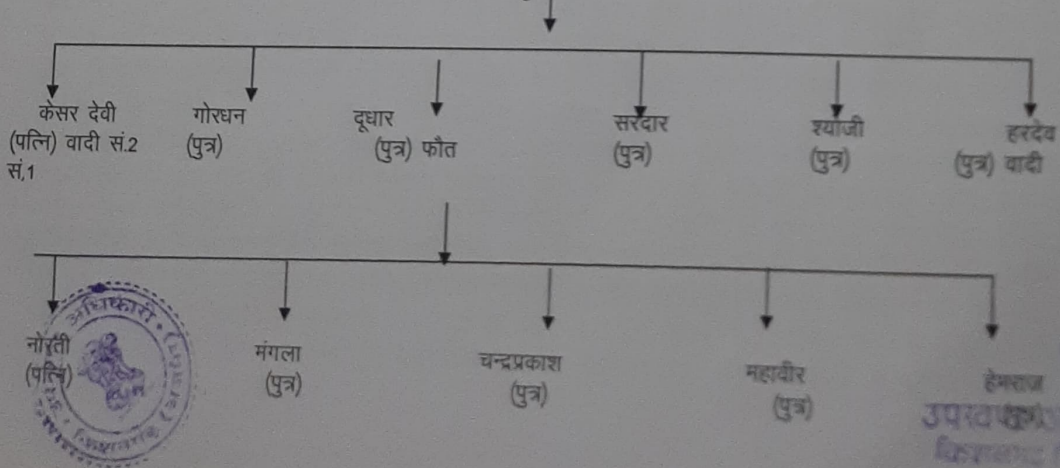 केसर देवी
(पत्नि) वादी सं.2
सं,1
गोरधन
(पुत्र)
दूधार
(पुत्र) फौत
सरदार
(पुत्र)
श्योजी
(पुत्र)
हरदेव
(पुत्र) वादी
नोरती
(पत्नि)
मंगला
(पुत्र)
चन्द्रप्रकाश
(पुत्र)
महावीर
(पुत्र)
हेमराज
अधिकारी